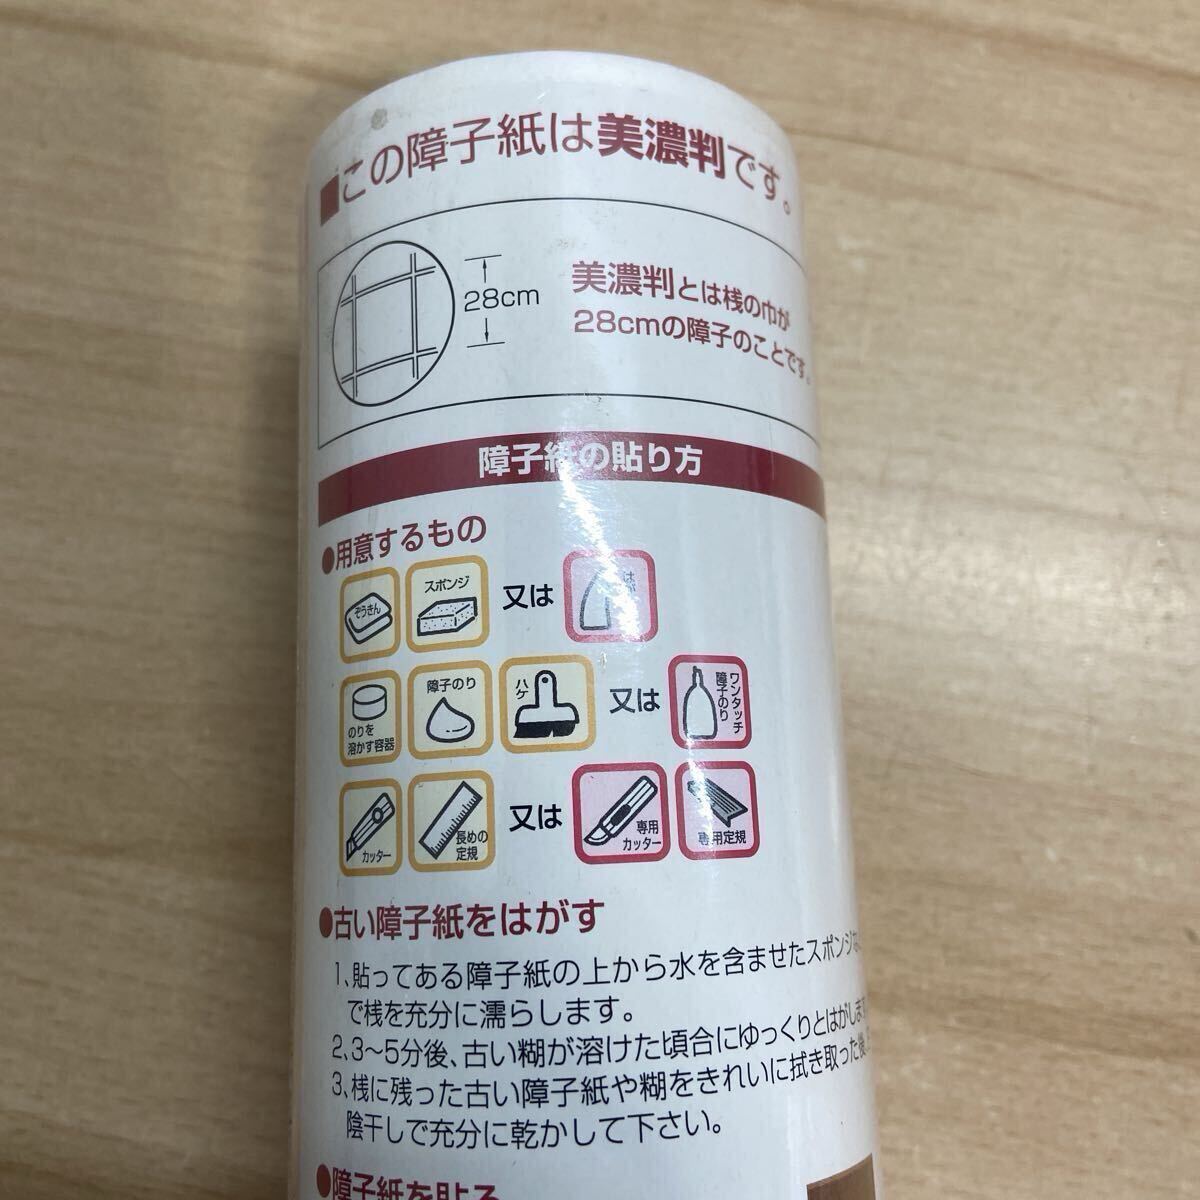 ■この障子紙は美濃判です。
28cm
美濃判とは桟の巾が
28cmの障子のことです。
障子紙の貼り方
●用意するもの
ぞうきん
スポンジ
又は
のりを
溶かす容器
障子のり
ハケ
又は
ワンタッチ
障子のり
カッター
長めの
定規
又は
専用
カッター
専用定規
●古い障子紙をはがす
1、貼ってある障子紙の上から水を含ませたスポンジな
で桟を充分に濡らします。
2、3〜5分後、古い糊が溶けた頃合にゆっくりとはがします
3、桟に残った古い障子紙や糊をきれいに拭き取った後、
陰干しで充分に乾かして下さい。
●障子紙を貼る